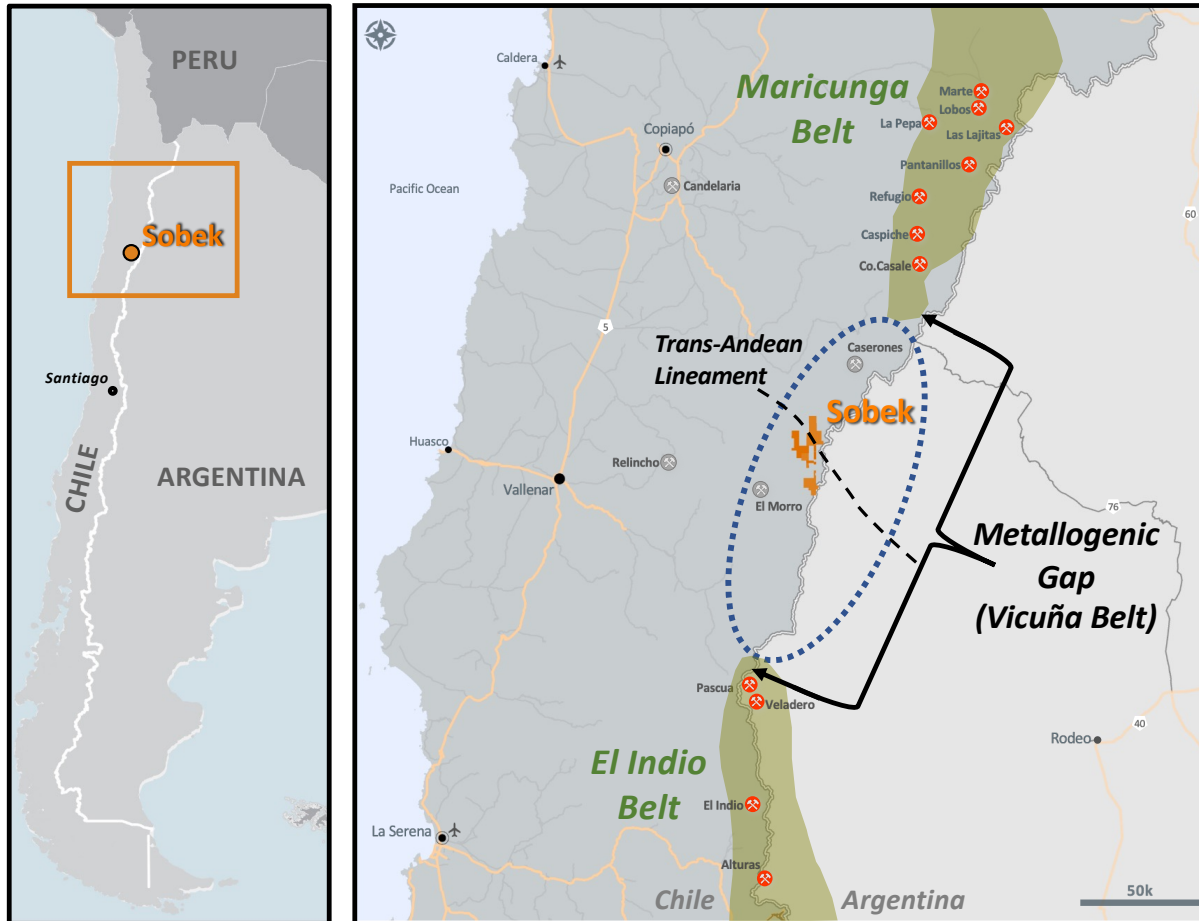 PERU
Sobek
Santiago
CHILE
ARGENTINA
Caldera
Maricunga
Belt
Marte
Lobos
La Pepa
Las Lajitas
Copiapó
Pantanillos
Pacific Ocean
Candelaria
Refugio
60
Caspiche
Co.Casale
5
Trans-Andean
Lineament
Caserones
Sobek
Huasco
Relincho
Vallenar
El Morro
76
Metallogenic
Gap
(Vicuña Belt)
Pascua
Veladero
40
Rodeo
El Indio
Belt
El Indio
La Serena
Alturas
Chile
Argentina
50k